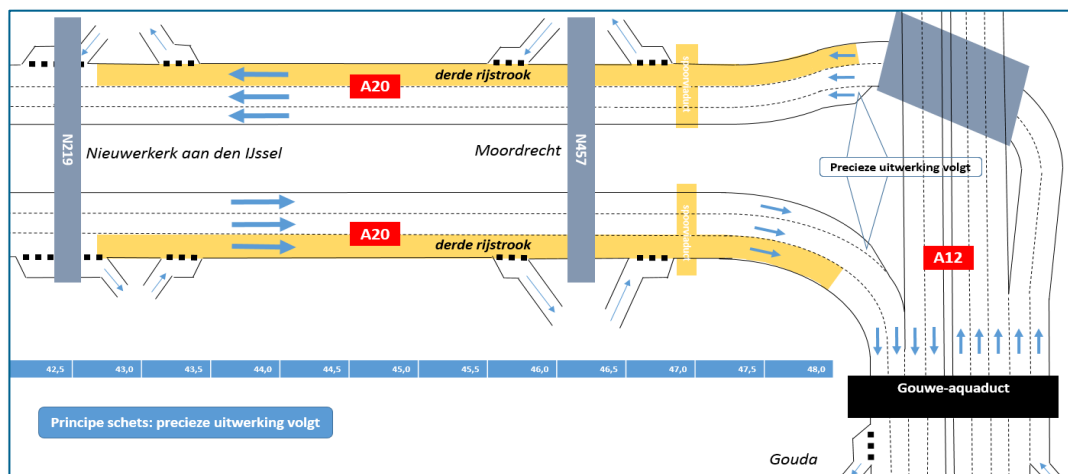 derde rijstrook
A20
N219
Nieuwerkerk aan den IJssel
Moordrecht
N457
spoorviaduct
Precieze uitwerking volgt
spoorviaduct
A20
derde rijstrook
A12
42,5 43,0 43,5 44,0 44,5 45,0 45,5 46,0 46,5 47,0 47,5 48,0
Gouwe-aquaduct
Principe schets: precieze uitwerking volgt
Gouda